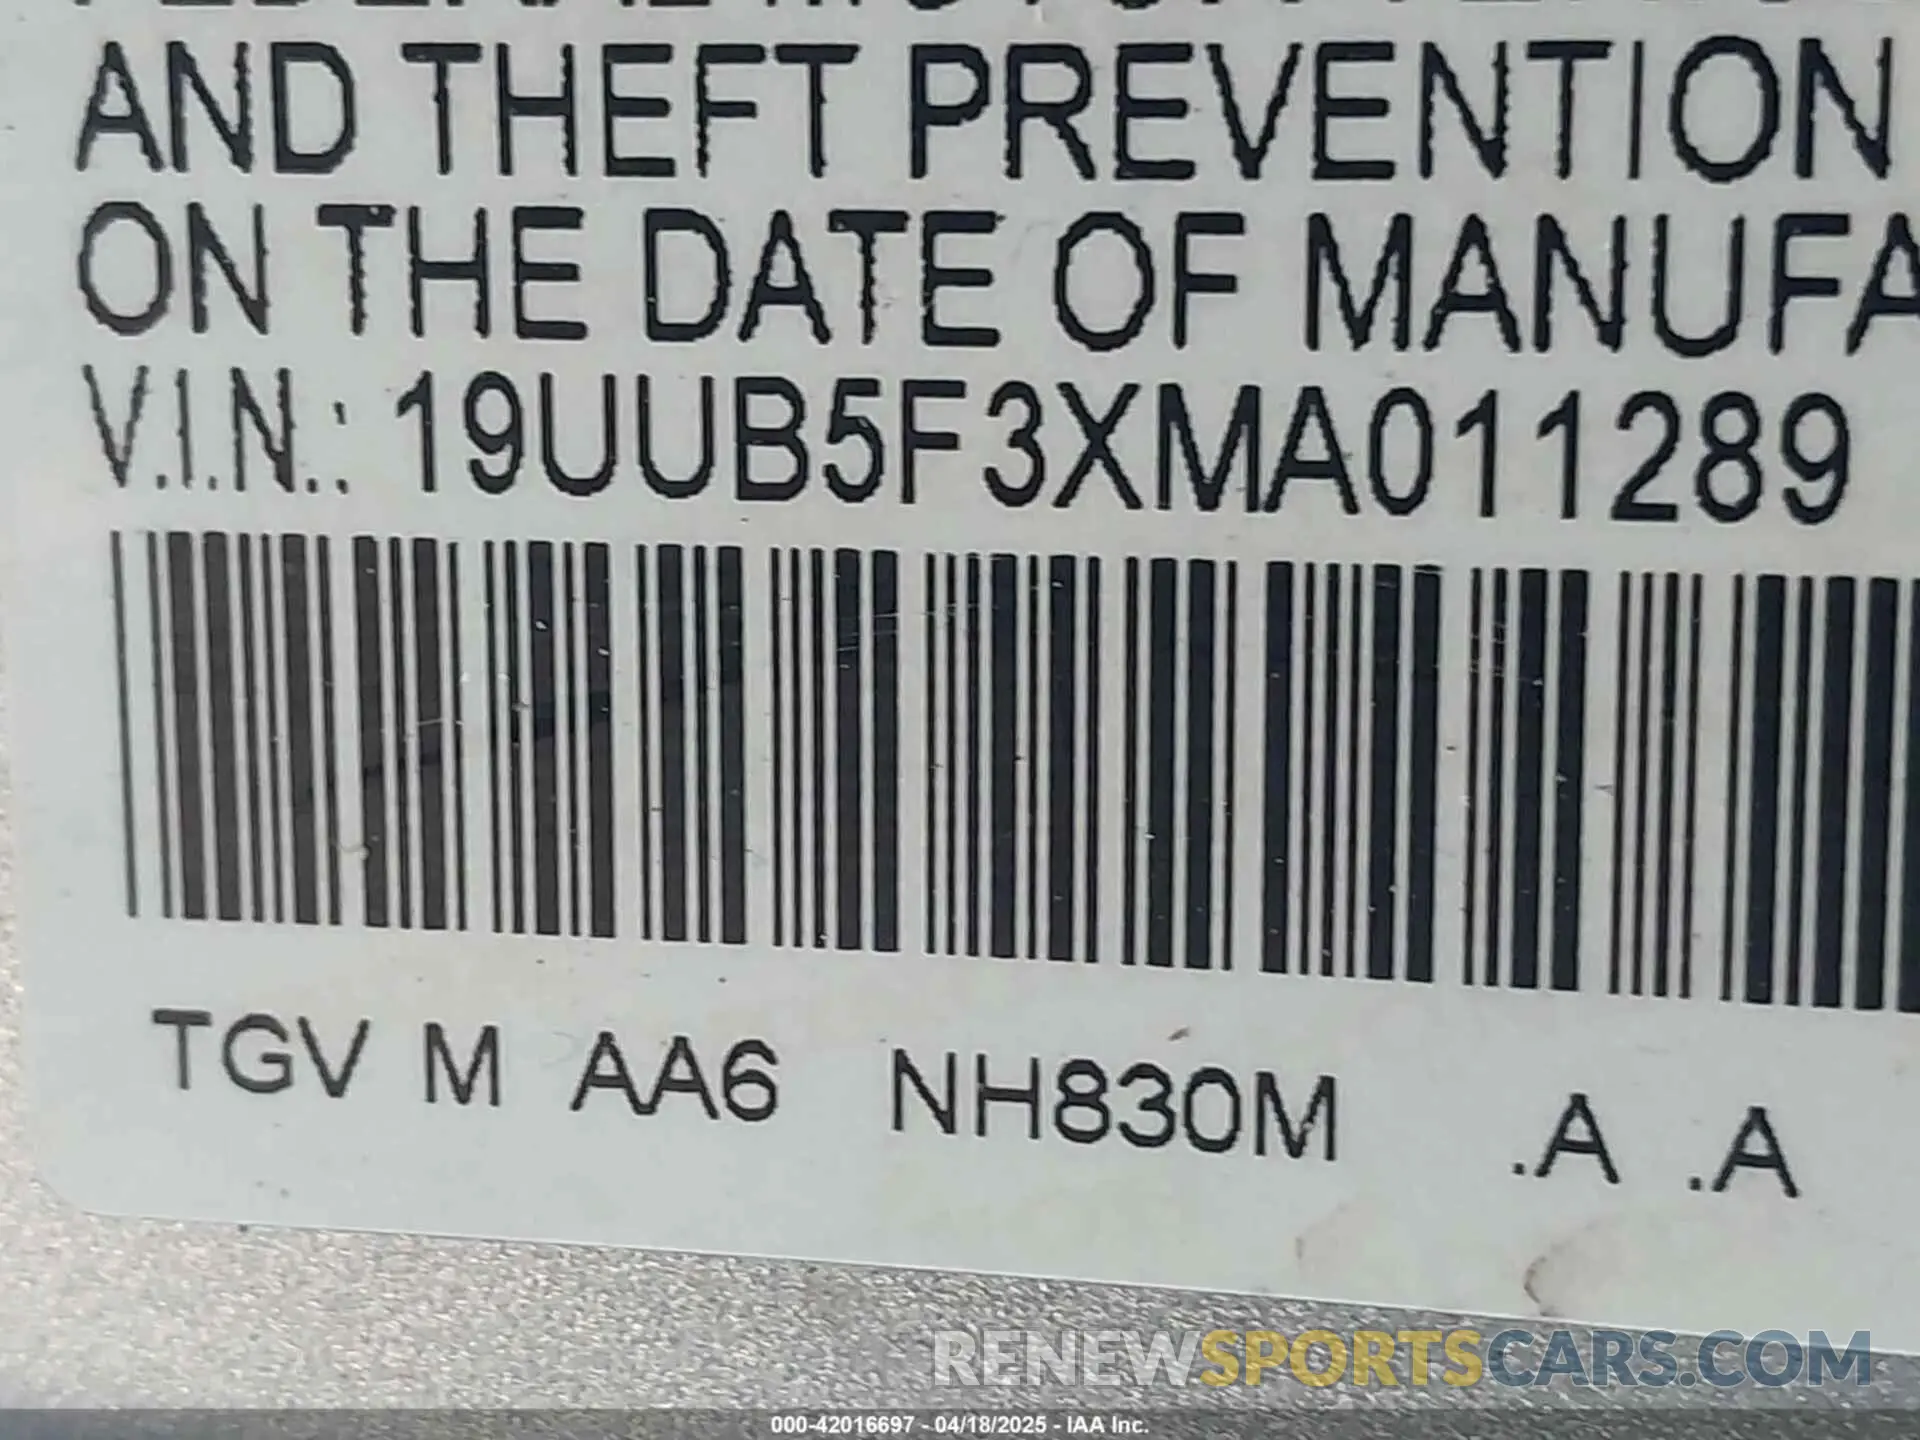 AND THEFT PREVENTION
ON THE DATE OF MANUFA
V.I.N.: 19UUB5F3XMA011289
TGV M AA6 NH830M .A .A
RENEWSPORTSCARS.COM
000-42016697 - 04/18/2025 - IAA Inc.